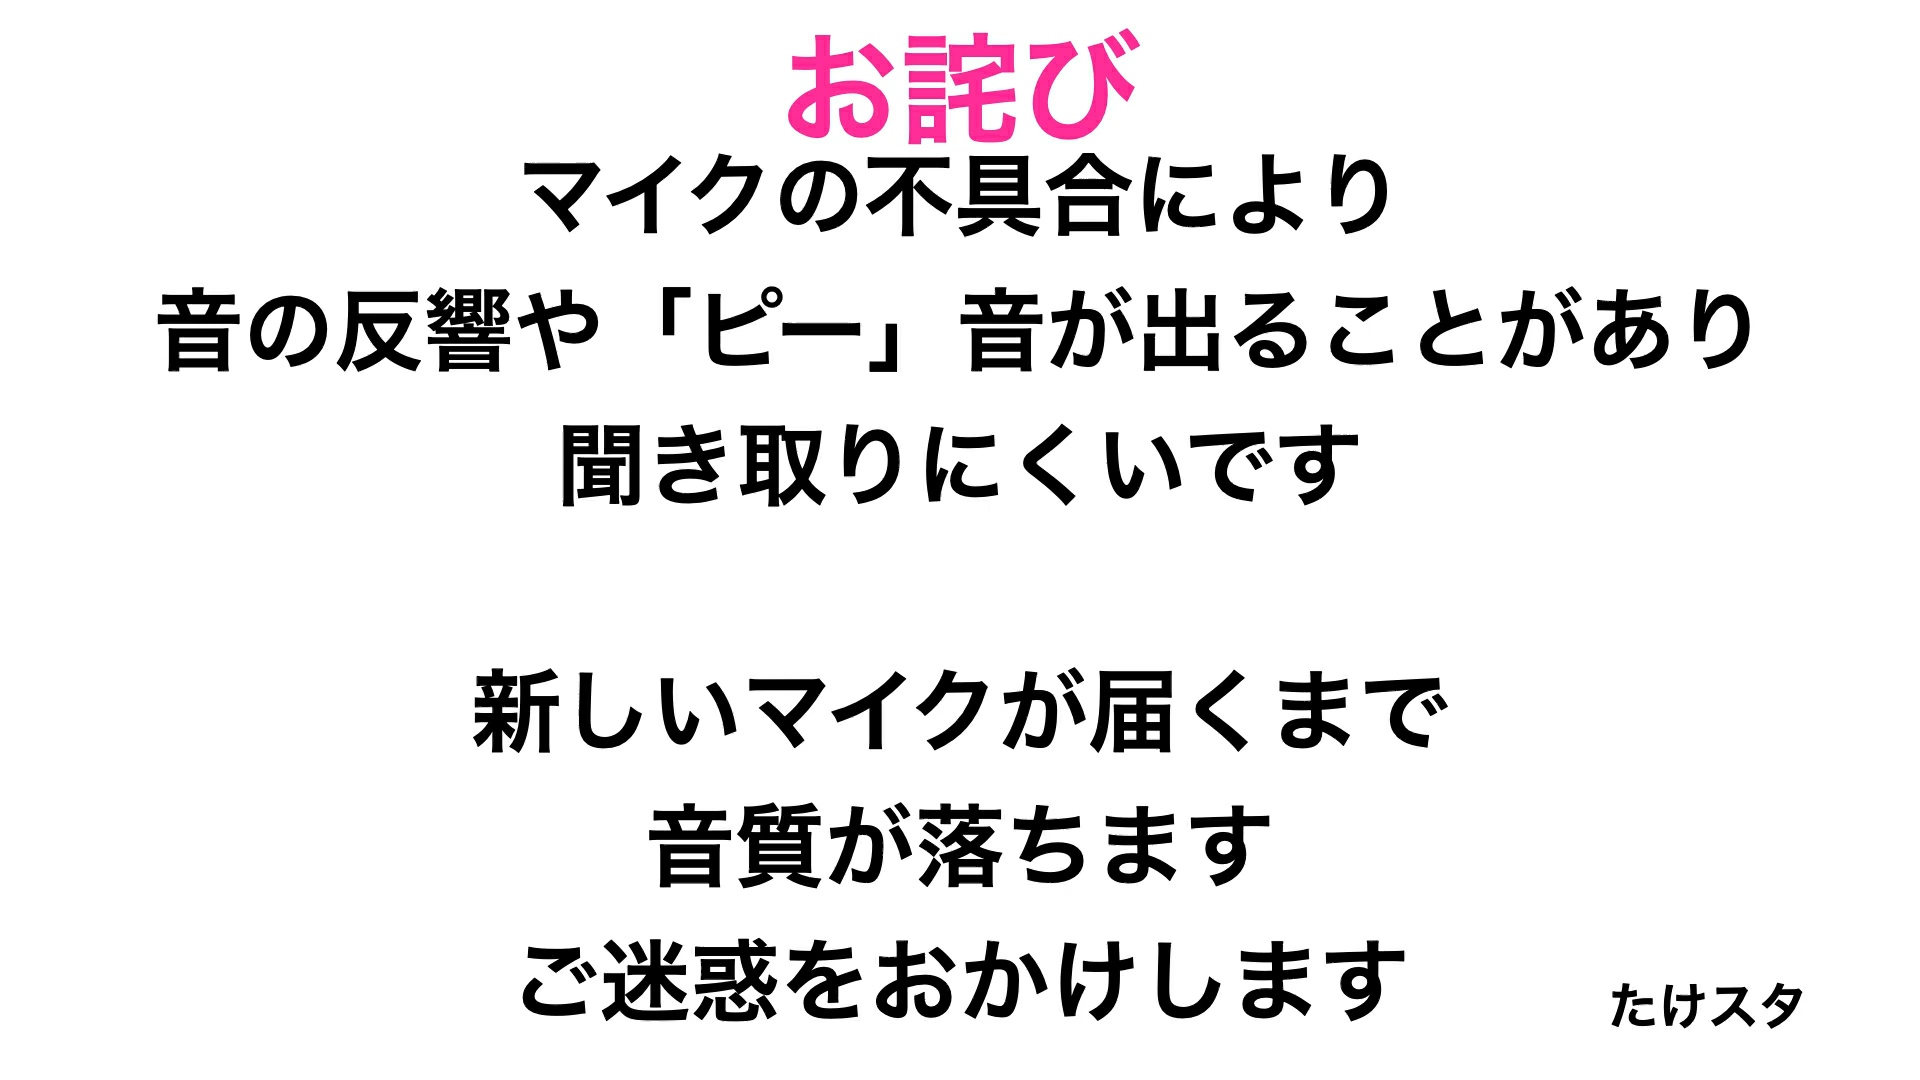 お詫び
マイクの不具合により
音の反響や「ピー」音が出ることがあり
聞き取りにくいです
新しいマイクが届くまで
音質が落ちます
ご迷惑をおかけします
たけスタ